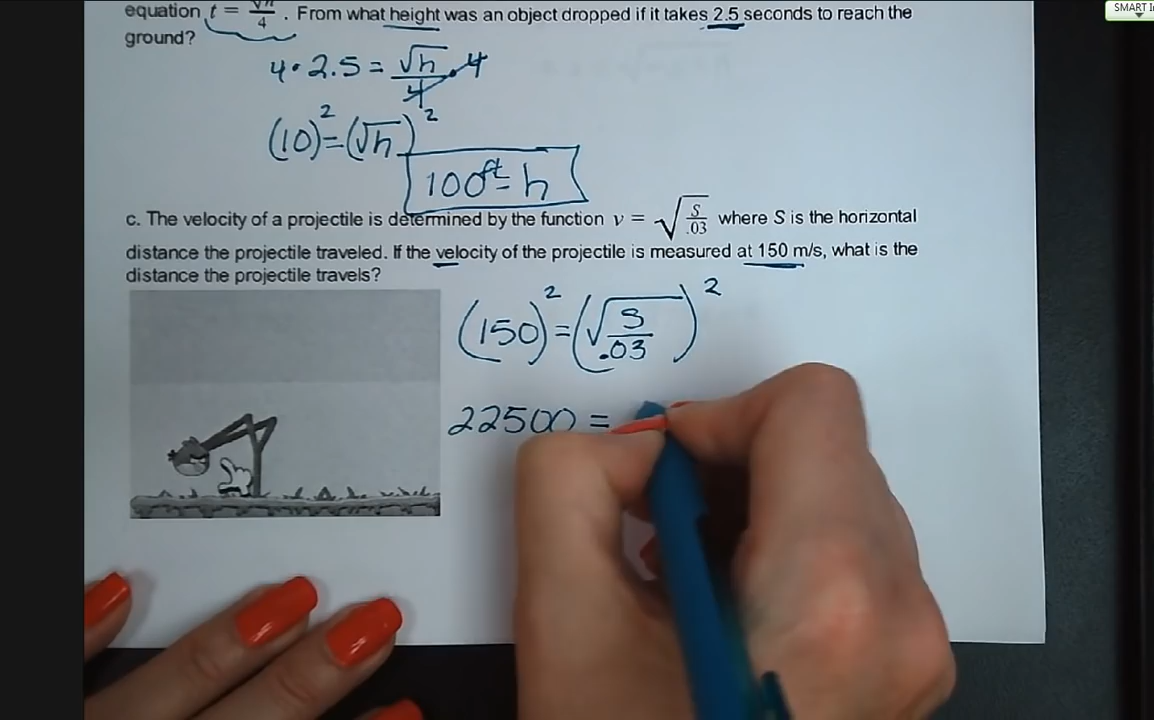 SMART
equation t = √h/4 . From what height was an object dropped if it takes 2.5 seconds to reach the
ground?
4 · 2.5 = √h/4 · 4
(10)² = (√h)²
100 ft = h
c. The velocity of a projectile is determined by the function v = √(S/.03) where S is the horizontal
distance the projectile traveled. If the velocity of the projectile is measured at 150 m/s, what is the
distance the projectile travels?
(150)² = (√(S/.03))²
22500 =